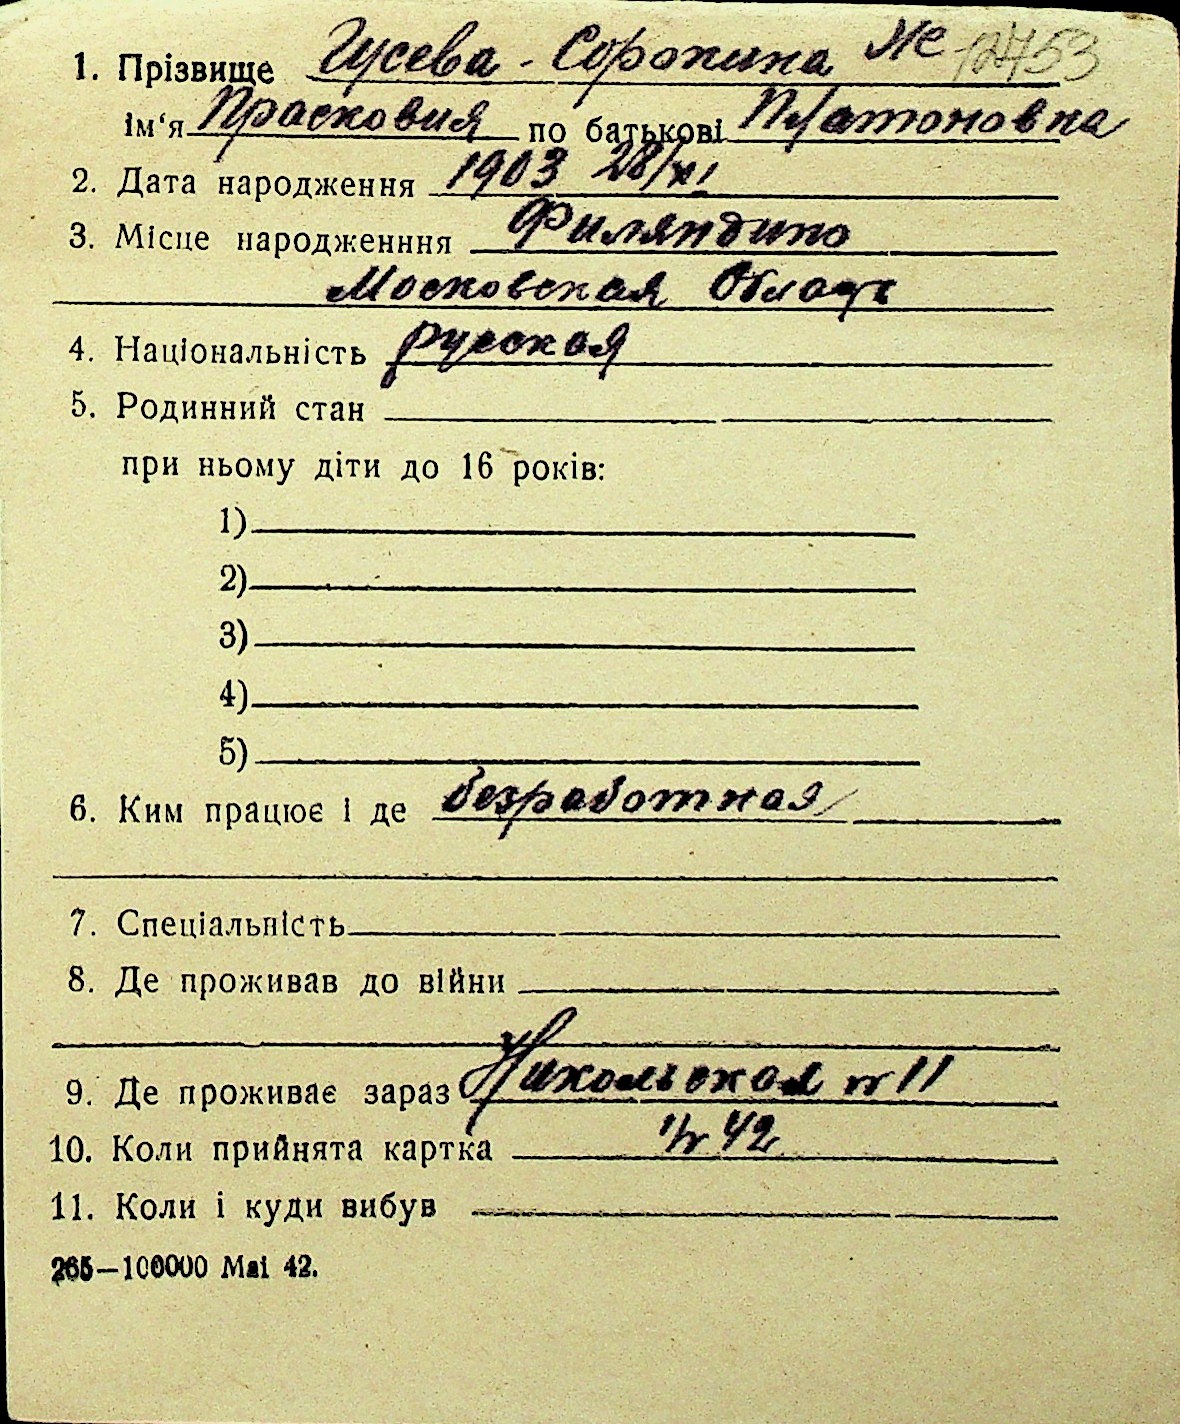 1. Прізвище Гусева-Сорокина № 12453
Ім‘я Прасковия по батькові Платоновна
2. Дата народження 1903 28/XI
3. Місце народженння Филяндино
Московская Область
4. Національність русская
5. Родинний стан
при ньому діти до 16 років:
1)
2)
3)
4)
5)
6. Ким працює і де безработная
7. Спеціальність
8. Де проживав до війни
9. Де проживає зараз Никольская № 11
10. Коли прийнята картка 42
11. Коли і куди вибув
265—100000 Маі 42.